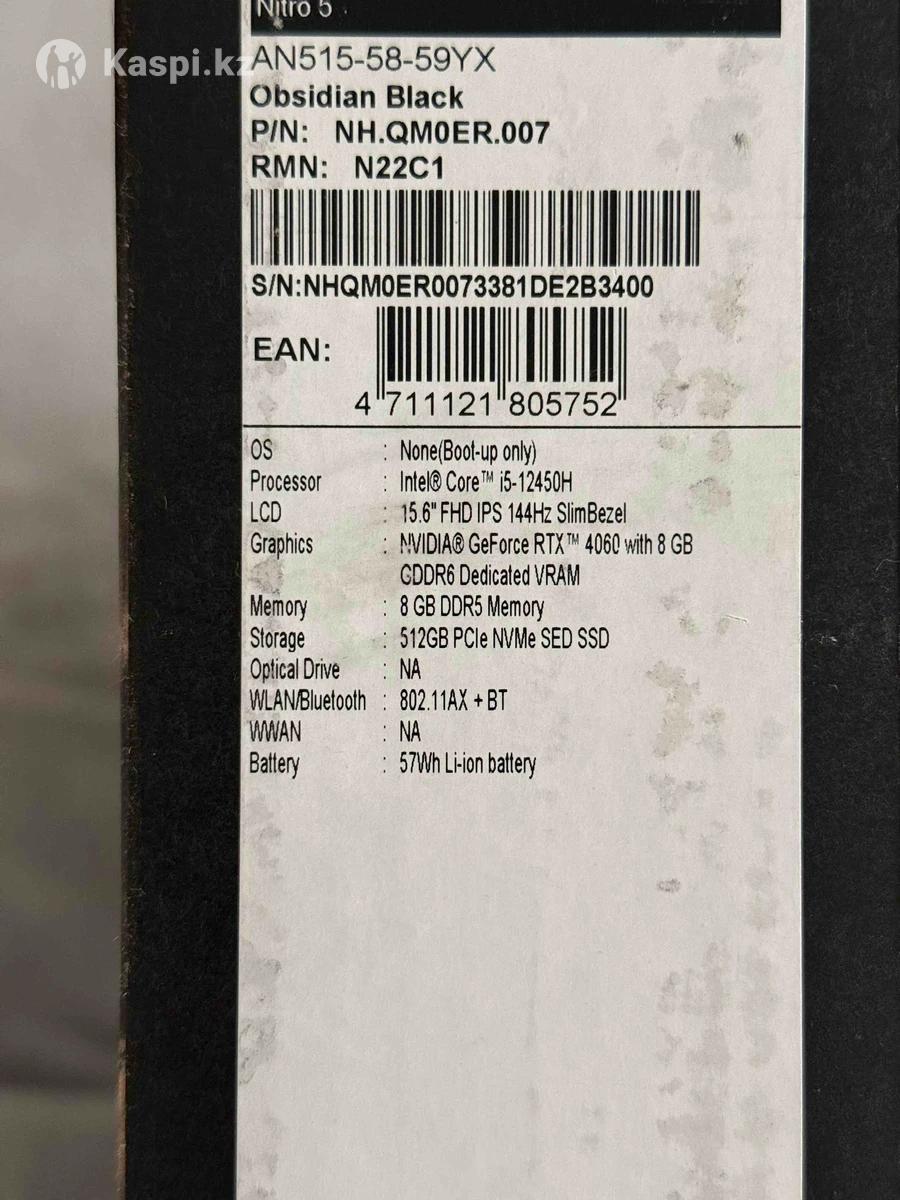 Nitro 5
Kaspi.kz
AN515-58-59YX
Obsidian Black
P/N: NH.QM0ER.007
RMN: N22C1
S/N:NHQM0ER0073381DE2B3400
EAN:
4 711121 805752
OS : None(Boot-up only)
Processor : Intel® Core™ i5-12450H
LCD : 15.6" FHD IPS 144Hz SlimBezel
Graphics : NVIDIA® GeForce RTX™ 4060 with 8 GB
GDDR6 Dedicated VRAM
Memory : 8 GB DDR5 Memory
Storage : 512GB PCIe NVMe SED SSD
Optical Drive : NA
WLAN/Bluetooth : 802.11AX + BT
WWAN : NA
Battery : 57Wh Li-ion battery